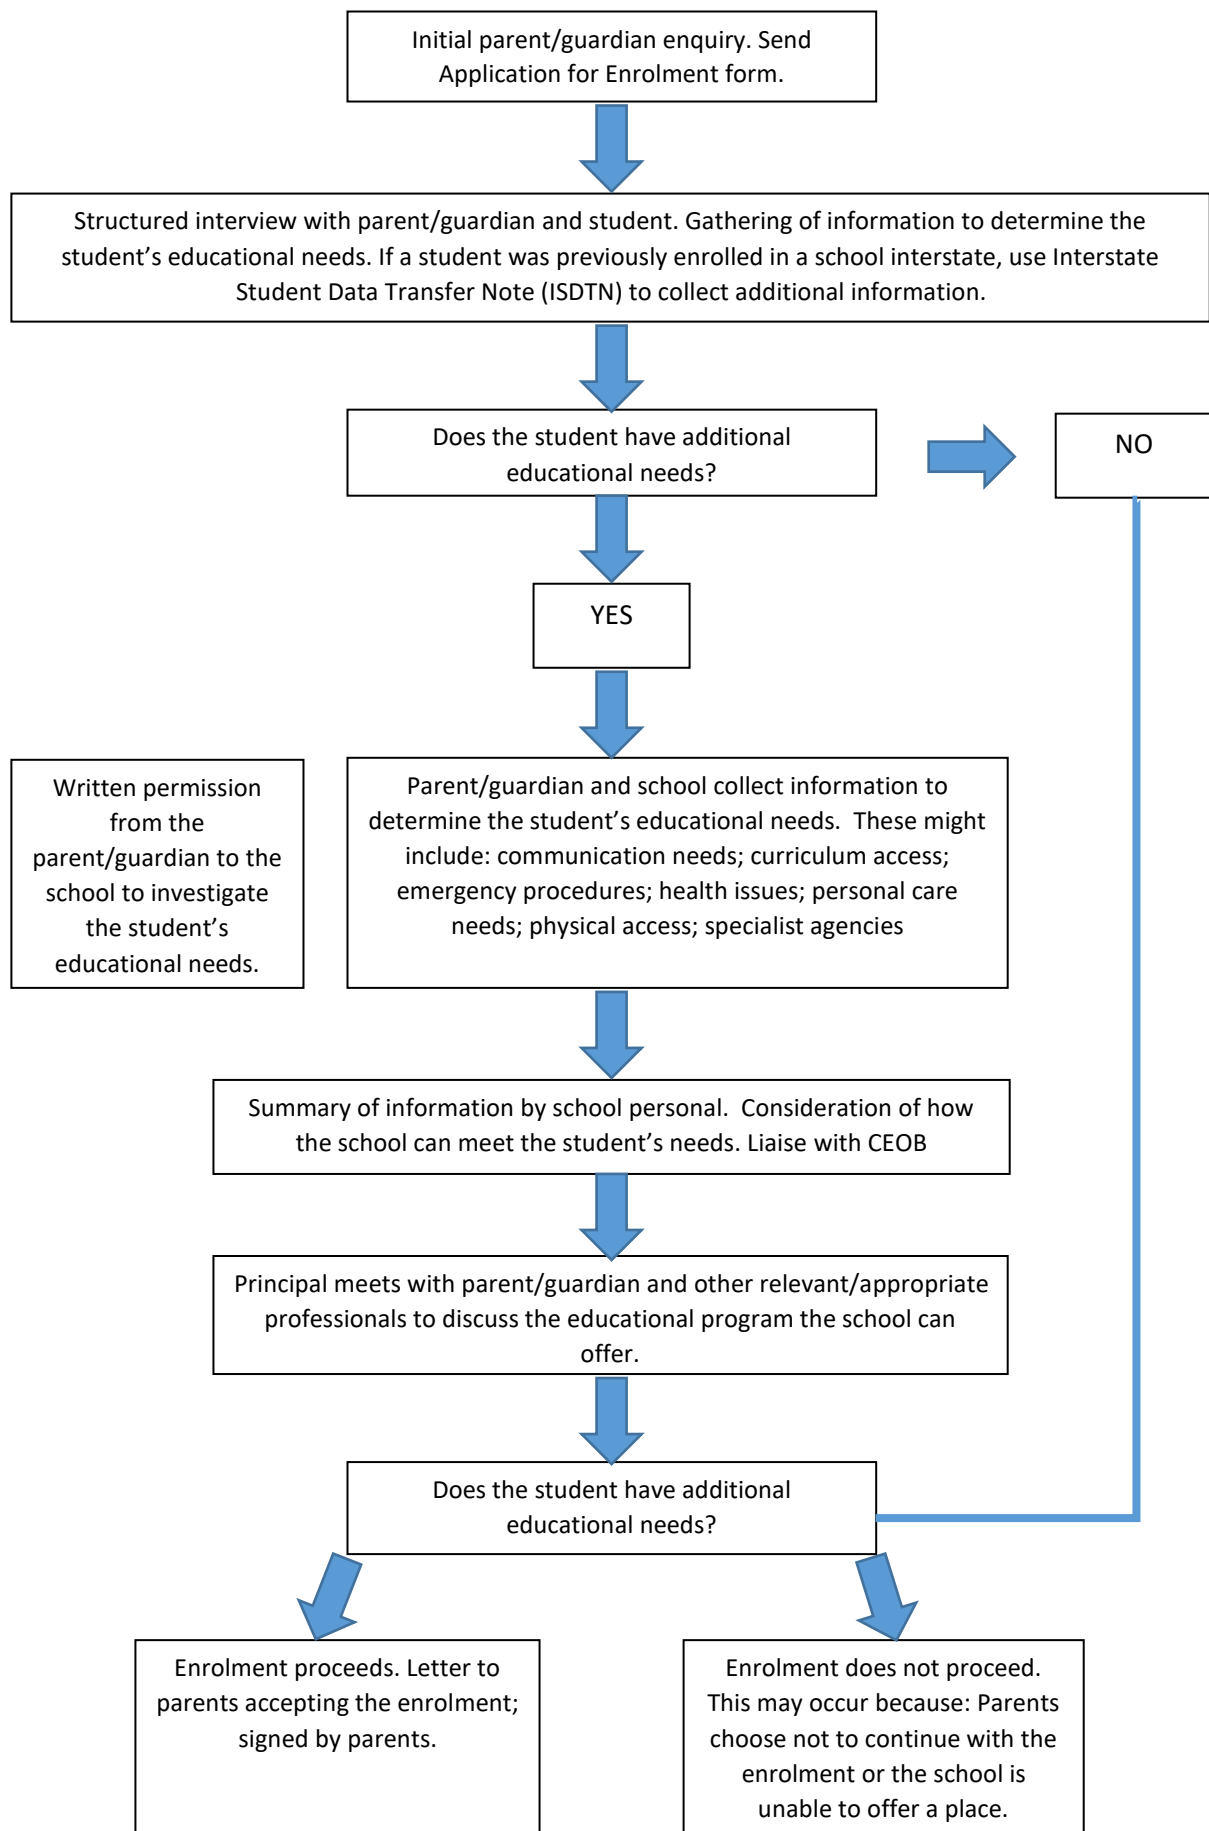 Initial parent/guardian enquiry. Send
Application for Enrolment form.
Structured interview with parent/guardian and student. Gathering of information to determine the
student’s educational needs. If a student was previously enrolled in a school interstate, use Interstate
Student Data Transfer Note (ISDTN) to collect additional information.
Does the student have additional
educational needs?
NO
YES
Written permission
from the
parent/guardian to the
school to investigate
the student’s
educational needs.
Parent/guardian and school collect information to
determine the student’s educational needs.  These might
include: communication needs; curriculum access;
emergency procedures; health issues; personal care
needs; physical access; specialist agencies
Summary of information by school personal.  Consideration of how
the school can meet the student’s needs. Liaise with CEOB
Principal meets with parent/guardian and other relevant/appropriate
professionals to discuss the educational program the school can
offer.
Does the student have additional
educational needs?
Enrolment proceeds. Letter to
parents accepting the enrolment;
signed by parents.
Enrolment does not proceed.
This may occur because: Parents
choose not to continue with the
enrolment or the school is
unable to offer a place.